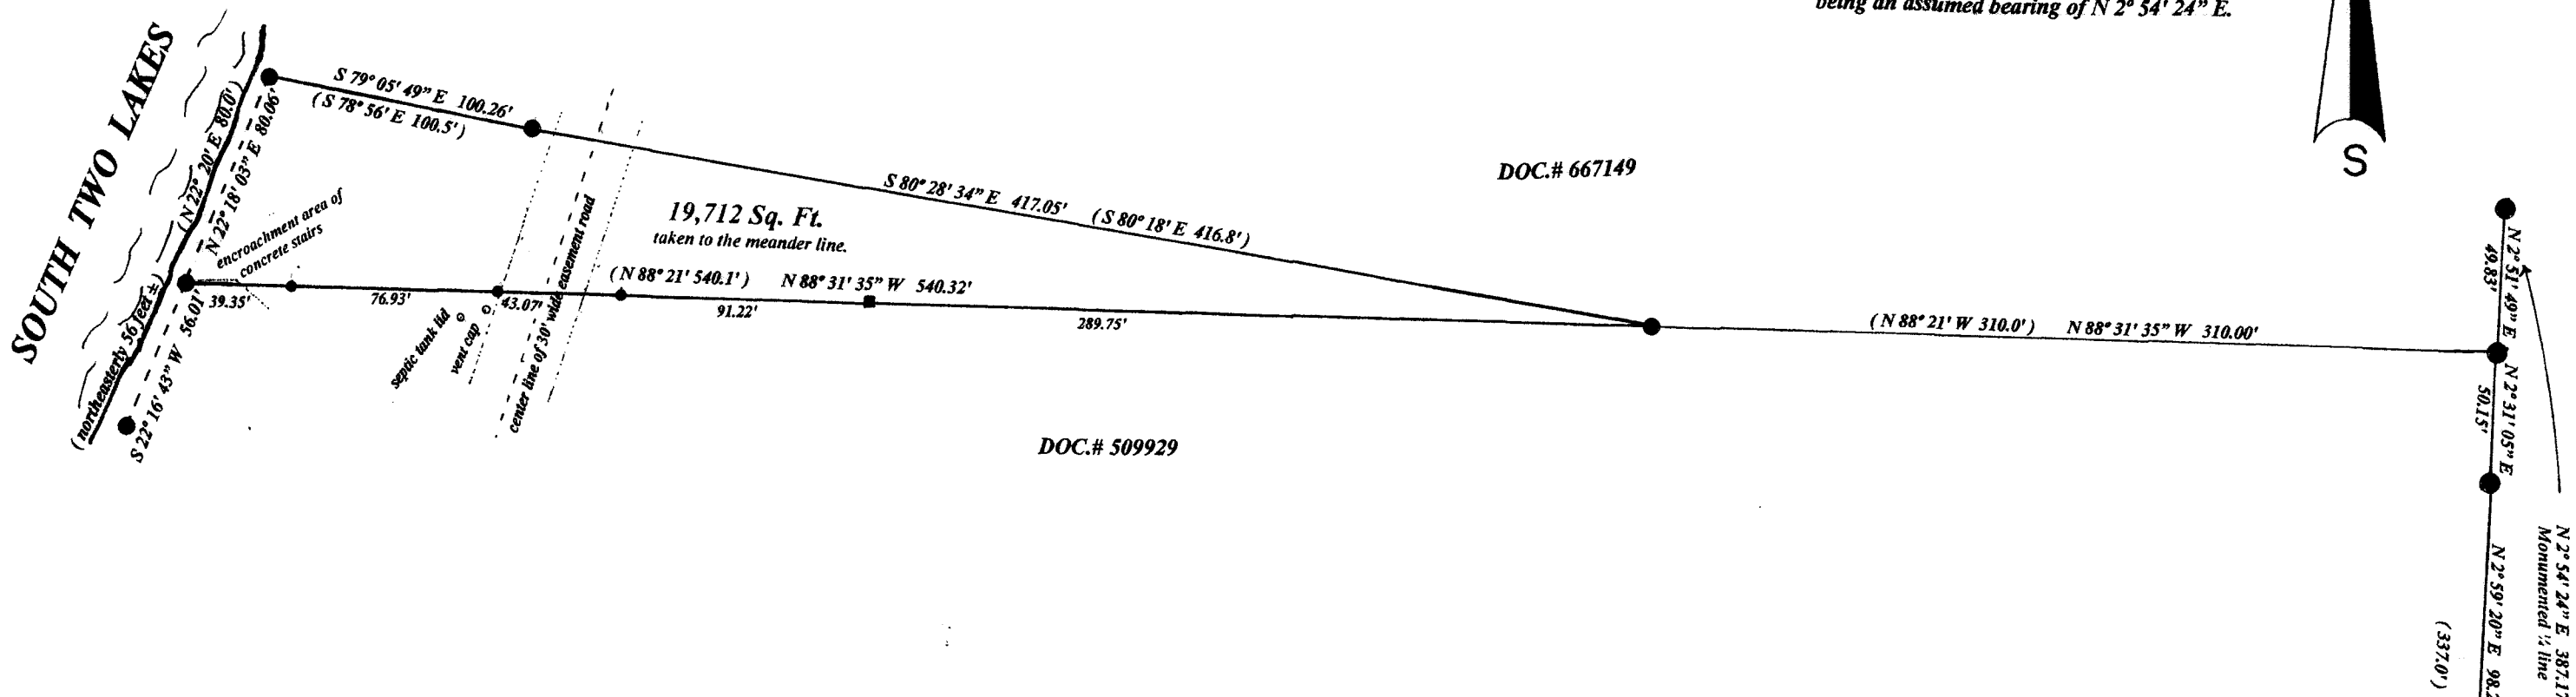 being an assumed bearing of N 2° 54' 24" E.
S
SOUTH TWO LAKES
S 79° 05' 49" E 100.26'
( S 78° 56' E 100.5' )
( N 22° 20' E 80.0' )
N 22° 18' 03" E 80.06'
encroachment area of
concrete stairs
DOC.# 667149
S 80° 28' 34" E 417.05' ( S 80° 18' E 416.8' )
19,712 Sq. Ft.
taken to the meander line.
( N 88° 21' 540.1' ) N 88° 31' 35" W 540.32'
39.35'
76.93'
43.07'
91.22'
289.75'
septic tank lid
vent cap
center line of 30' wide easement road
( northeasterly 56 feet ± )
S 22° 16' 43" W 56.01'
( N 88° 21' W 310.0' ) N 88° 31' 35" W 310.00'
DOC.# 509929
N 2° 51' 49" E
49.83'
N 2° 31' 05" E
50.15'
N 2° 59' 20" E 98.
( 337.0' )
N 2° 54' 24" E 387.1
Monumented ¼ line